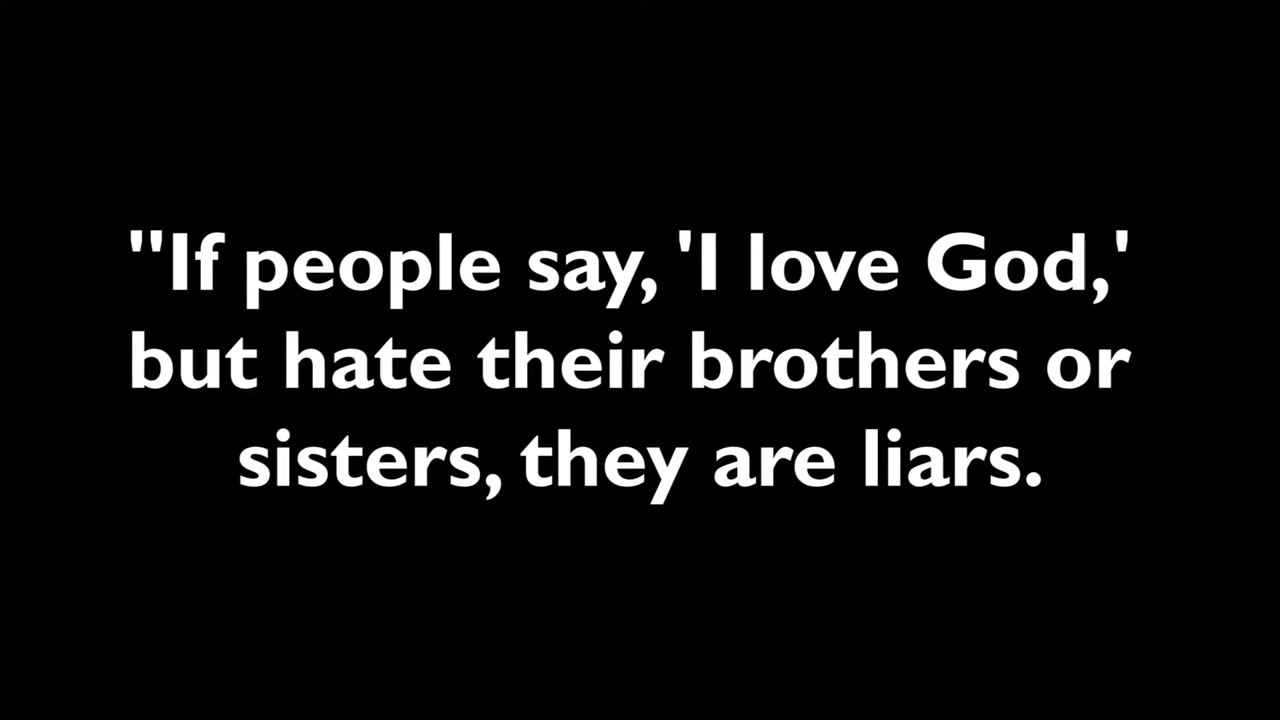 "If people say, 'I love God,'
but hate their brothers or
sisters, they are liars.